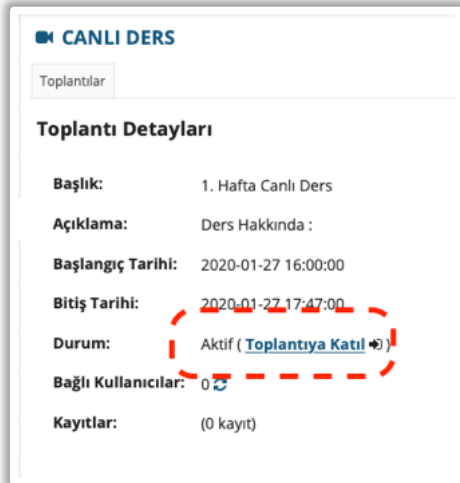 CANLI DERS
Toplantılar
Toplantı Detayları
Başlık: 1. Hafta Canlı Ders
Açıklama: Ders Hakkında :
Başlangıç Tarihi: 2020-01-27 16:00:00
Bitiş Tarihi: 2020-01-27 17:47:00
Durum: Aktif ( Toplantıya Katıl )
Bağlı Kullanıcılar: 0
Kayıtlar: (0 kayıt)